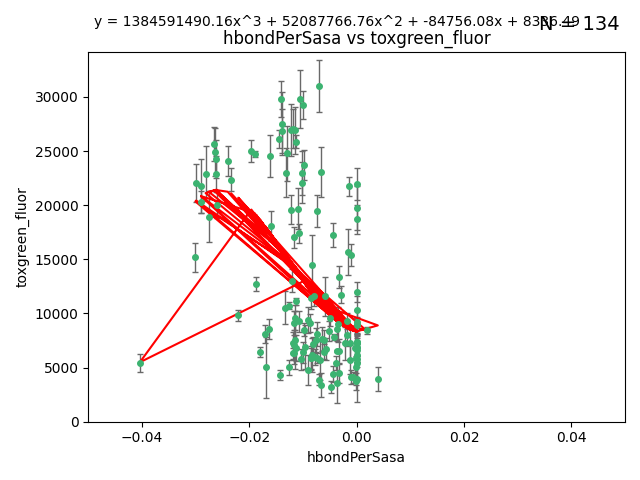 y = 1384591490.16x^3 + 52087766.76x^2 + -84756.08x + 8386.49
N = 134
hbondPerSasa vs toxgreen_fluor
30000
25000
20000
15000
10000
5000
0
toxgreen_fluor
−0.04
−0.02
0.00
0.02
0.04
hbondPerSasa